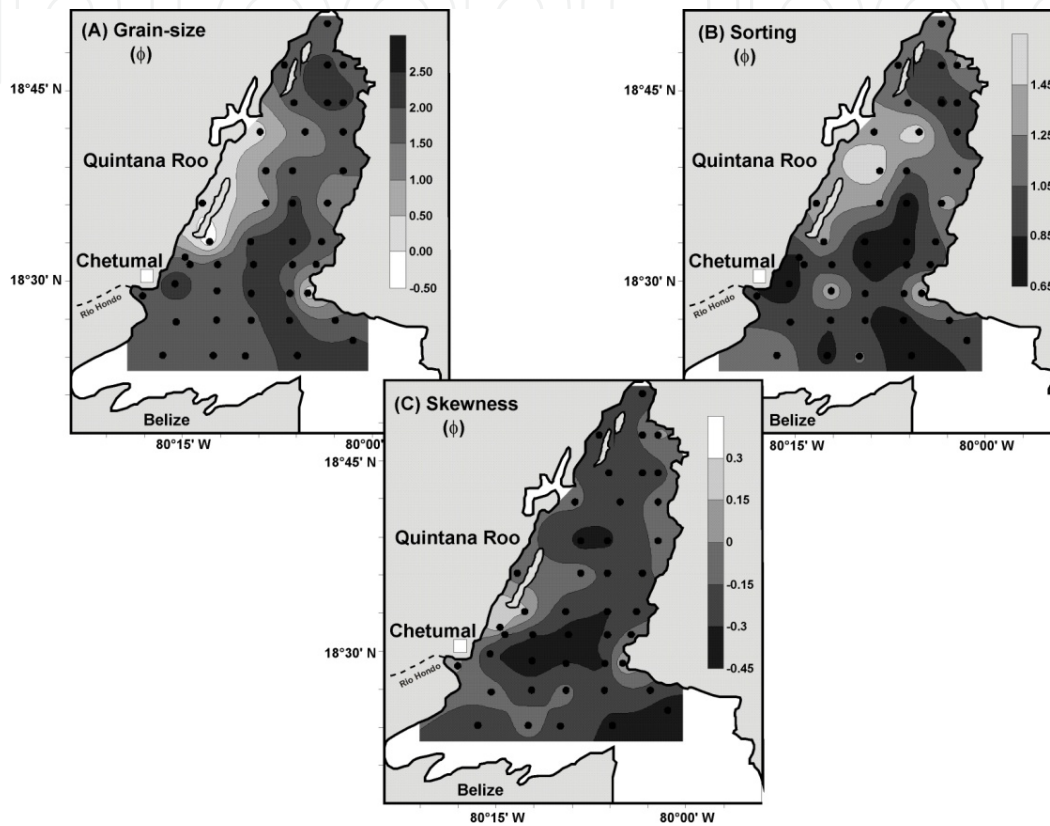 (A) Grain-size
(ϕ)
2.50
2.00
1.50
1.00
0.50
0.00
-0.50
18°45' N
Quintana Roo
Chetumal
18°30' N
Rio Hondo
Belize
80°15' W
80°00'
(B) Sorting
(ϕ)
1.45
1.25
1.05
0.85
0.65
18°45' N
Quintana Roo
Chetumal
18°30' N
Rio Hondo
Belize
80°15' W
80°00' W
(C) Skewness
(ϕ)
0.3
0.15
0
-0.15
-0.3
-0.45
18°45' N
Quintana Roo
Chetumal
18°30' N
Rio Hondo
Belize
80°15' W
80°00' W